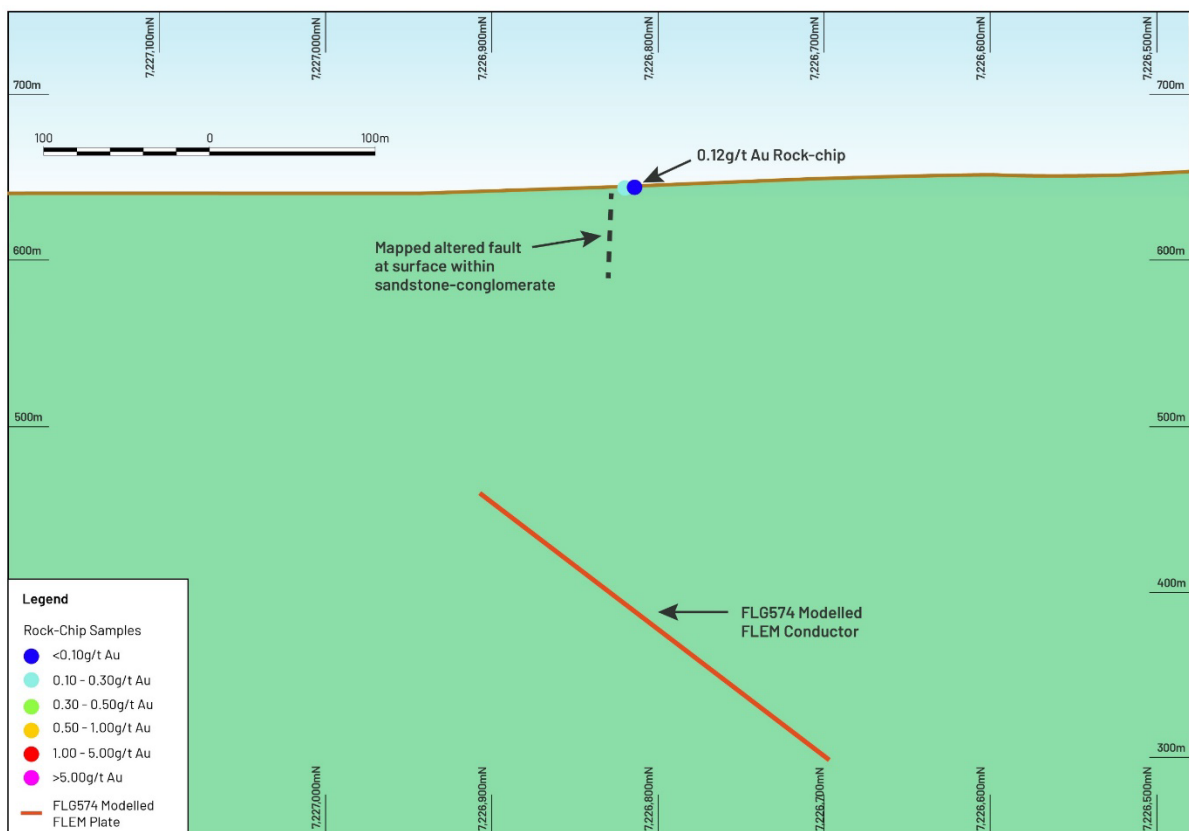 7,227,100mN
7,227,000mN
7,226,900mN
7,226,800mN
7,226,700mN
7,226,600mN
7,226,500mN
700m
700m
100
0
100m
0.12g/t Au Rock-chip
Mapped altered fault
at surface within
sandstone-conglomerate
600m
600m
500m
500m
400m
FLG574 Modelled
FLEM Conductor
300m
Legend
Rock-Chip Samples
<0.10g/t Au
0.10 - 0.30g/t Au
0.30 - 0.50g/t Au
0.50 - 1.00g/t Au
1.00 - 5.00g/t Au
>5.00g/t Au
FLG574 Modelled
FLEM Plate
7,227,000mN
7,226,900mN
7,226,800mN
7,226,700mN
7,226,600mN
7,226,500mN